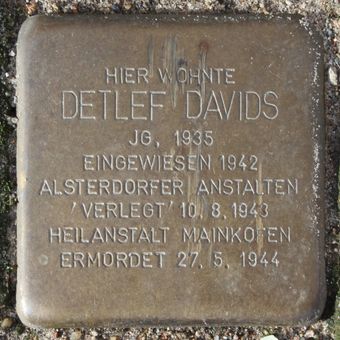 HIER WOHNTE
DETLEF DAVIDS
JG. 1935
EINGEWIESEN 1942
ALSTERDORFER ANSTALTEN
'VERLEGT' 10.8.1943
HEILANSTALT MAINKOFEN
ERMORDET 27.5.1944